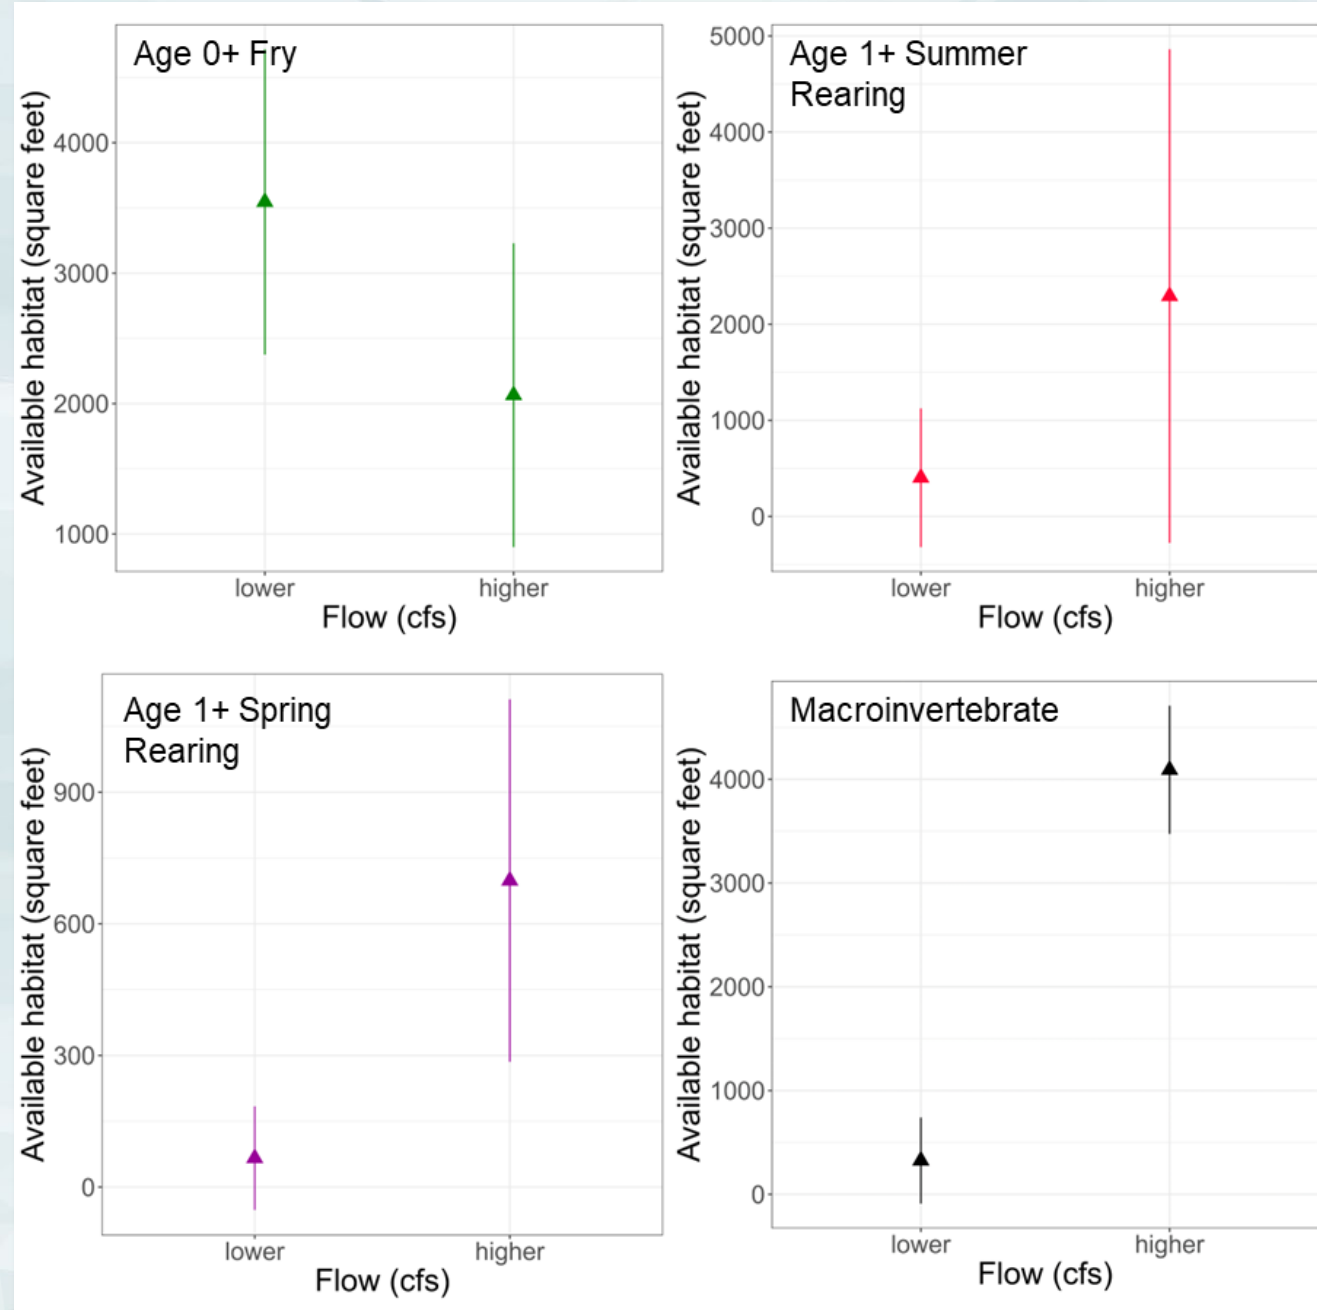 Age 0+ Fry
Available habitat (square feet)
4000
3000
2000
1000
lower
higher
Flow (cfs)
Age 1+ Summer
Rearing
Available habitat (square feet)
5000
4000
3000
2000
1000
0
lower
higher
Flow (cfs)
Age 1+ Spring
Rearing
Available habitat (square feet)
900
600
300
0
lower
higher
Flow (cfs)
Macroinvertebrate
Available habitat (square feet)
4000
3000
2000
1000
0
lower
higher
Flow (cfs)